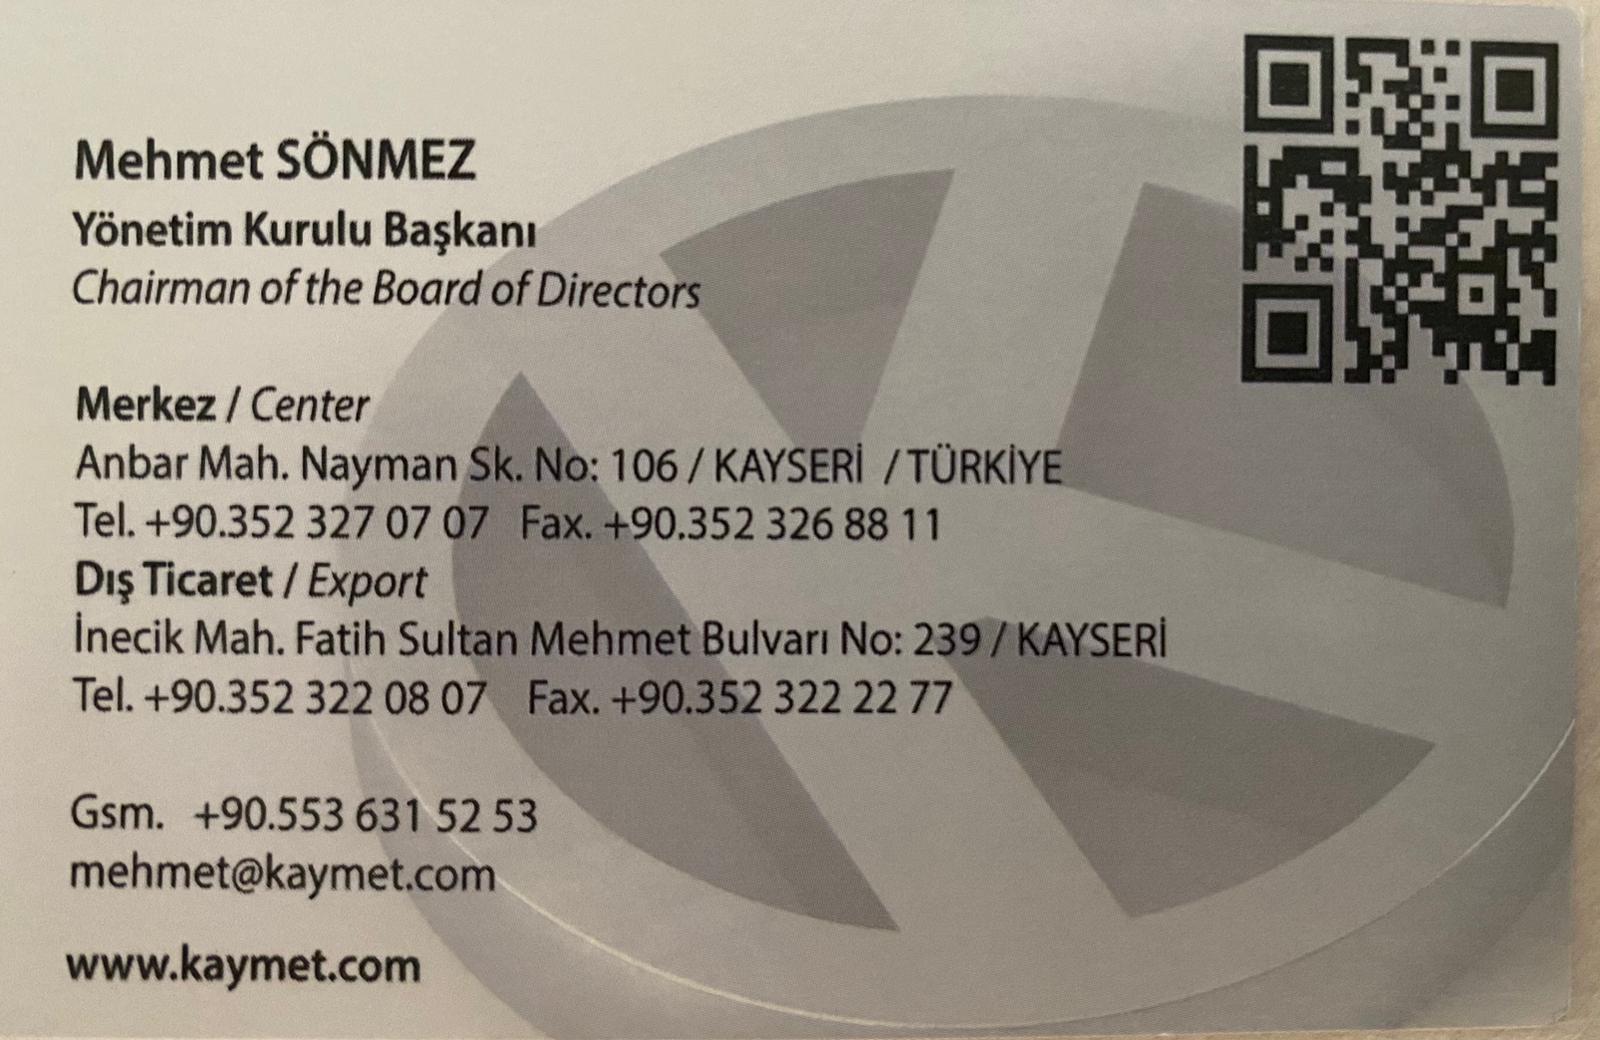 Mehmet SÖNMEZ
Yönetim Kurulu Başkanı
Chairman of the Board of Directors
Merkez / Center
Anbar Mah. Nayman Sk. No: 106 / KAYSERİ / TÜRKİYE
Tel. +90.352 327 07 07 Fax. +90.352 326 88 11
Dış Ticaret / Export
İnecik Mah. Fatih Sultan Mehmet Bulvarı No: 239 / KAYSERİ
Tel. +90.352 322 08 07 Fax. +90.352 322 22 77
Gsm. +90.553 631 52 53
mehmet@kaymet.com
www.kaymet.com